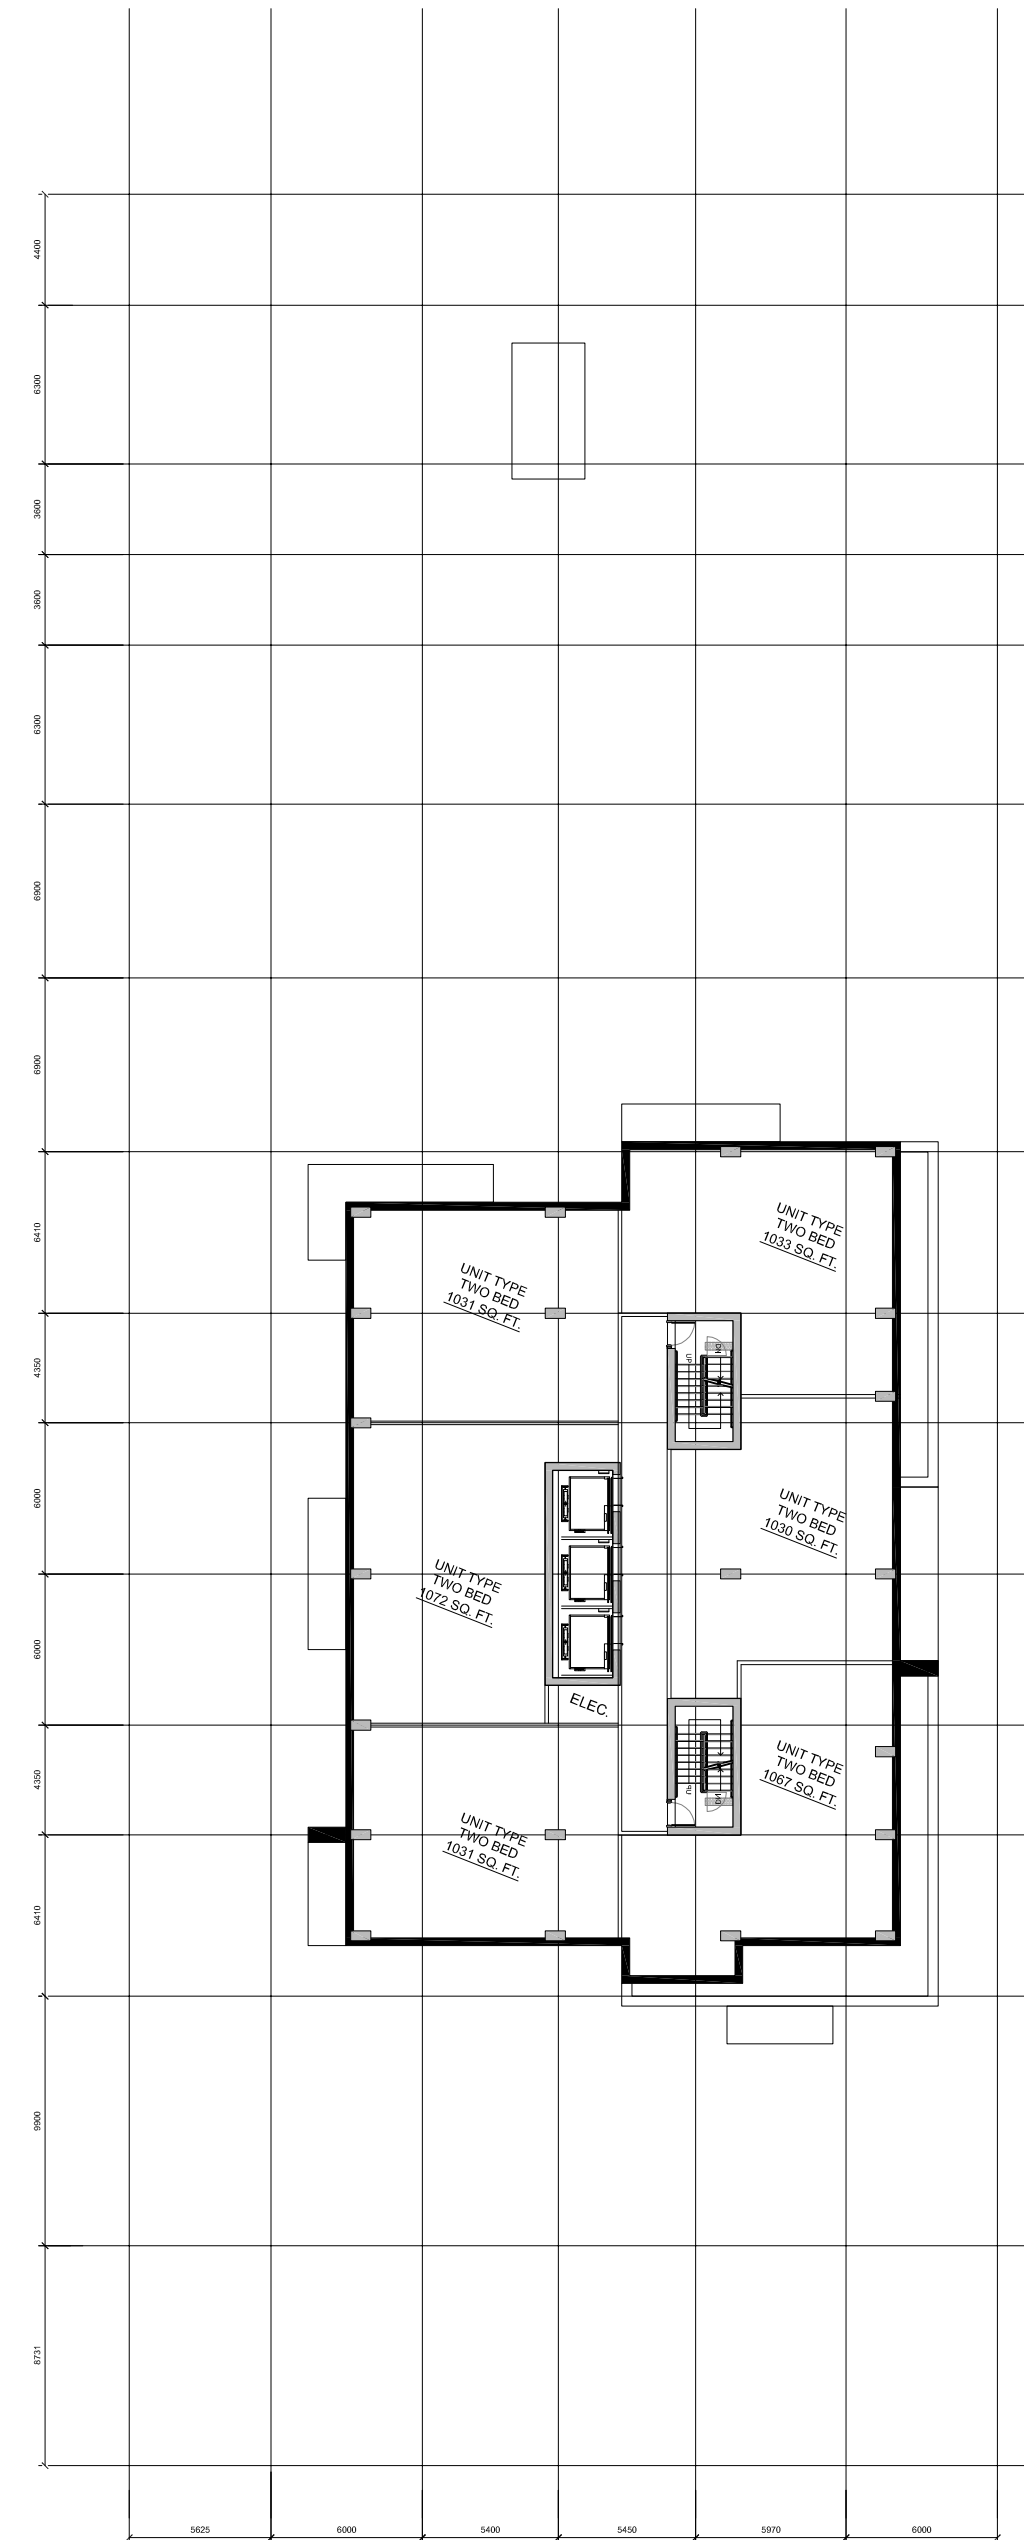 4400
6300
3600
3600
6300
6900
6900
6410
4350
6000
6000
4350
6410
9900
8731
UNIT TYPE
TWO BED
1033 SQ. FT.
UNIT TYPE
TWO BED
1031 SQ. FT.
UP
DN
UNIT TYPE
TWO BED
1030 SQ. FT.
UNIT TYPE
TWO BED
1072 SQ. FT.
ELEC.
UNIT TYPE
TWO BED
1067 SQ. FT.
UP
DN
UNIT TYPE
TWO BED
1031 SQ. FT.
5625
6000
5400
5450
5970
6000